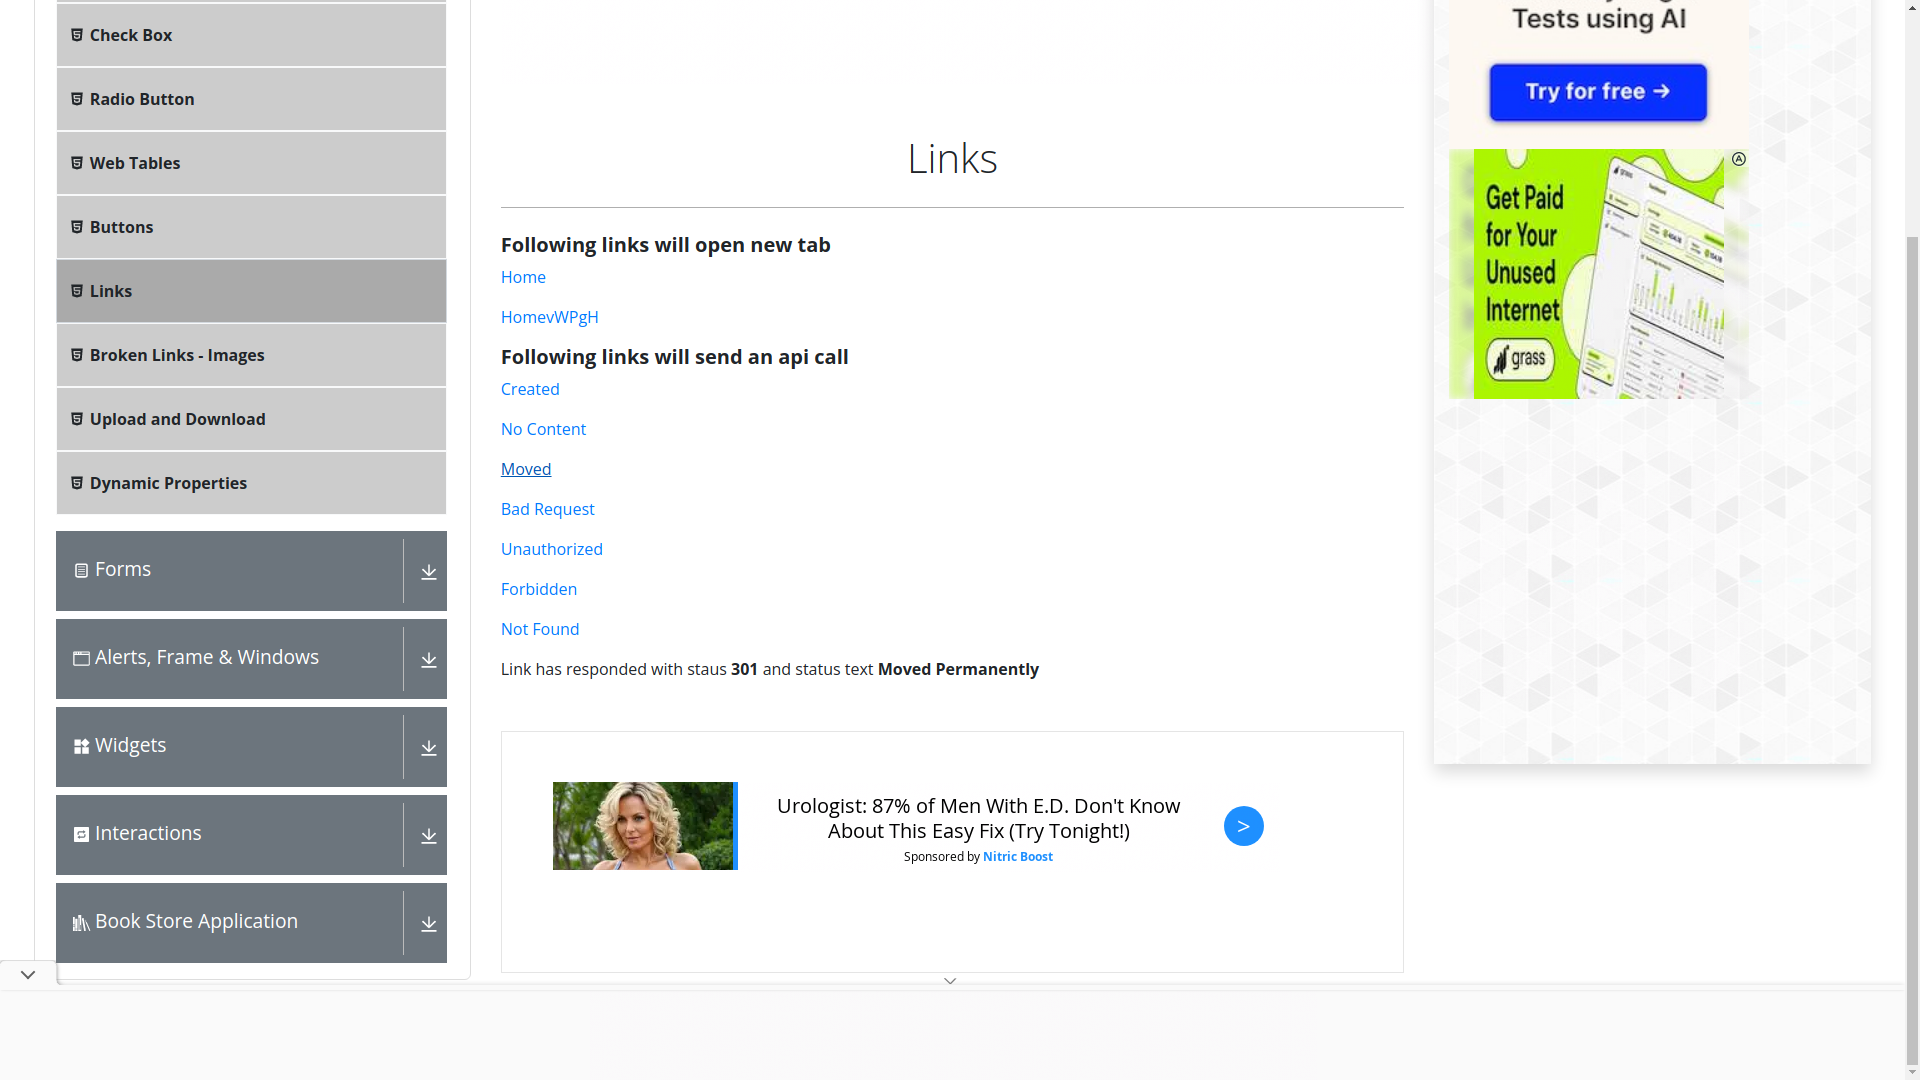 Check Box
Radio Button
Web Tables
Buttons
Links
Broken Links - Images
Upload and Download
Dynamic Properties
Forms
Alerts, Frame & Windows
Widgets
Interactions
Book Store Application
Links
Following links will open new tab
Home
HomevWPgH
Following links will send an api call
Created
No Content
Moved
Bad Request
Unauthorized
Forbidden
Not Found
Link has responded with staus 301 and status text Moved Permanently
Urologist: 87% of Men With E.D. Don't Know
About This Easy Fix (Try Tonight!)
Sponsored by Nitric Boost
>
Tests using AI
Try for free →
Get Paid
for Your
Unused
Internet
grass